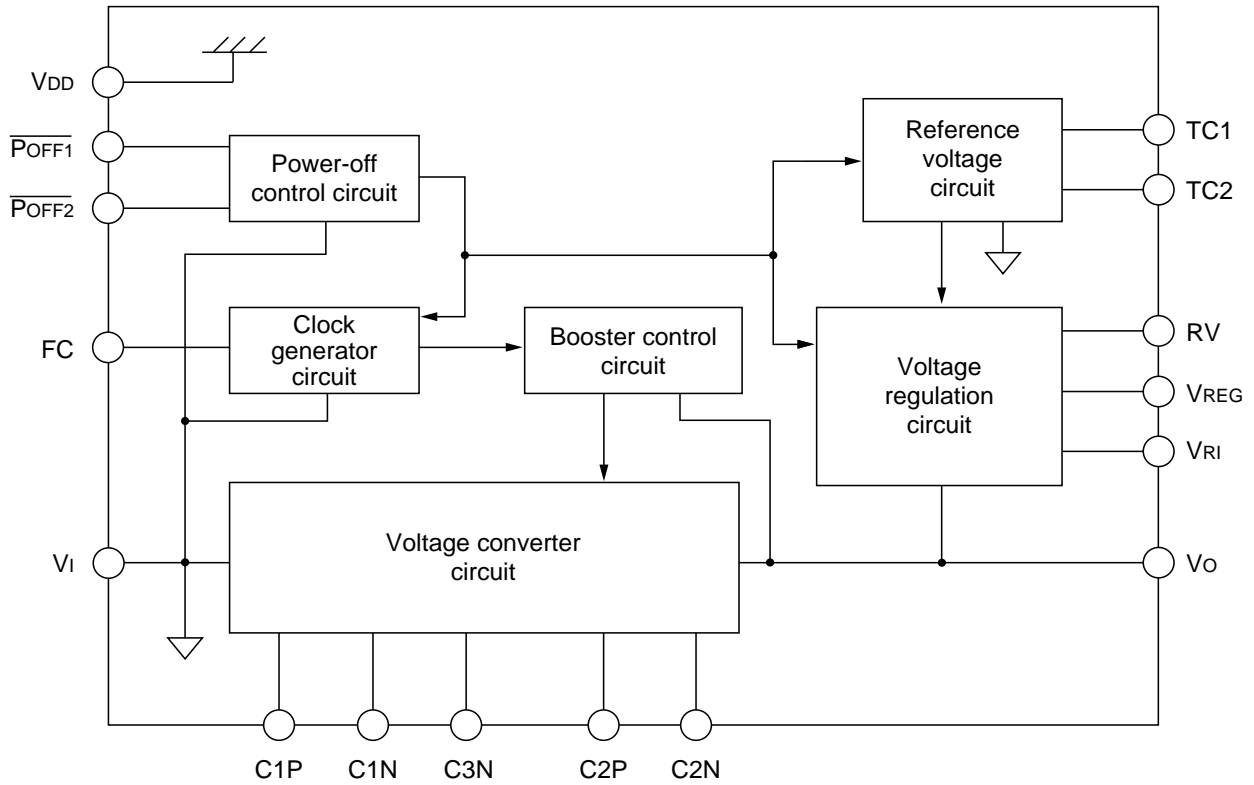 VDD
POFF1
POFF2
Power-off
control circuit
Reference
voltage
circuit
TC1
TC2
FC
Clock
generator
circuit
Booster control
circuit
Voltage
regulation
circuit
RV
VREG
VRI
VI
Voltage converter
circuit
VO
C1P
C1N
C3N
C2P
C2N